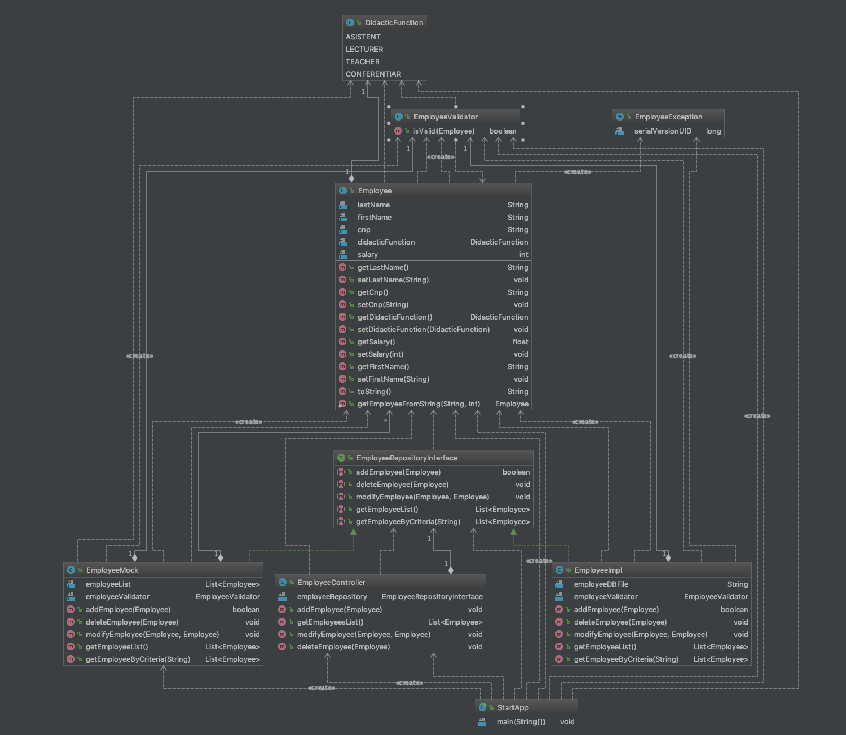 DidacticFunction
ASISTENT
LECTURER
TEACHER
CONFERENTIAR
1
EmployeeValidator
isValid(Employee) boolean
EmployeeException
serialVersionUID long
1
1
«create»
1
1
«create»
Employee
lastName String
firstName String
cnp String
didacticFunction DidacticFunction
salary int
getLastName() String
setLastName(String) void
getCnp() String
setCnp(String) void
getDidacticFunction() DidacticFunction
setDidacticFunction(DidacticFunction) void
getSalary() float
setSalary(int) void
getFirstName() String
setFirstName(String) void
toString() String
getEmployeeFromString(String, int) Employee
«create»
«create»
«create»
«create»
*
«create»
EmployeeRepositoryInterface
addEmployee(Employee) boolean
deleteEmployee(Employee) void
modifyEmployee(Employee, Employee) void
getEmployeeList() List<Employee>
getEmployeeByCriteria(String) List<Employee>
1
1
1
1
1
«create»
EmployeeMock
employeeList List<Employee>
employeeValidator EmployeeValidator
addEmployee(Employee) boolean
deleteEmployee(Employee) void
modifyEmployee(Employee, Employee) void
getEmployeeList() List<Employee>
getEmployeeByCriteria(String) List<Employee>
EmployeeController
employeeRepository EmployeeRepositoryInterface
addEmployee(Employee) void
getEmployeesList() List<Employee>
modifyEmployee(Employee, Employee) void
deleteEmployee(Employee) void
EmployeeImpl
employeeDBFile String
employeeValidator EmployeeValidator
addEmployee(Employee) boolean
deleteEmployee(Employee) void
modifyEmployee(Employee, Employee) void
getEmployeeList() List<Employee>
getEmployeeByCriteria(String) List<Employee>
«create»
«create»
StartApp
main(String[]) void